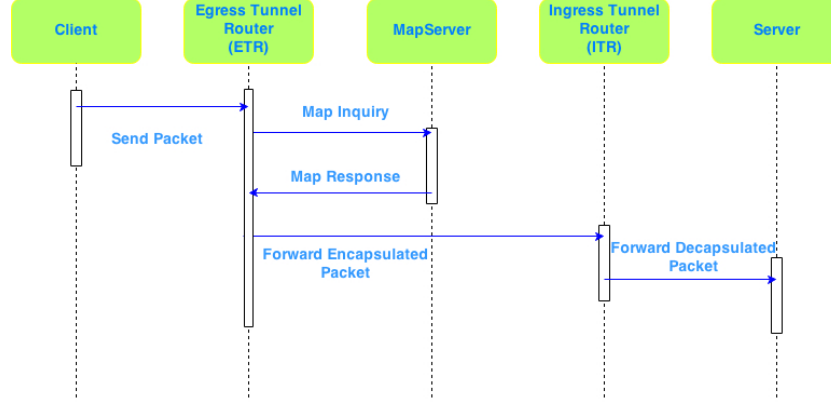 Client
Egress Tunnel
Router
(ETR)
MapServer
Ingress Tunnel
Router
(ITR)
Server
Send Packet
Map Inquiry
Map Response
Forward Encapsulated
Packet
Forward Decapsulated
Packet